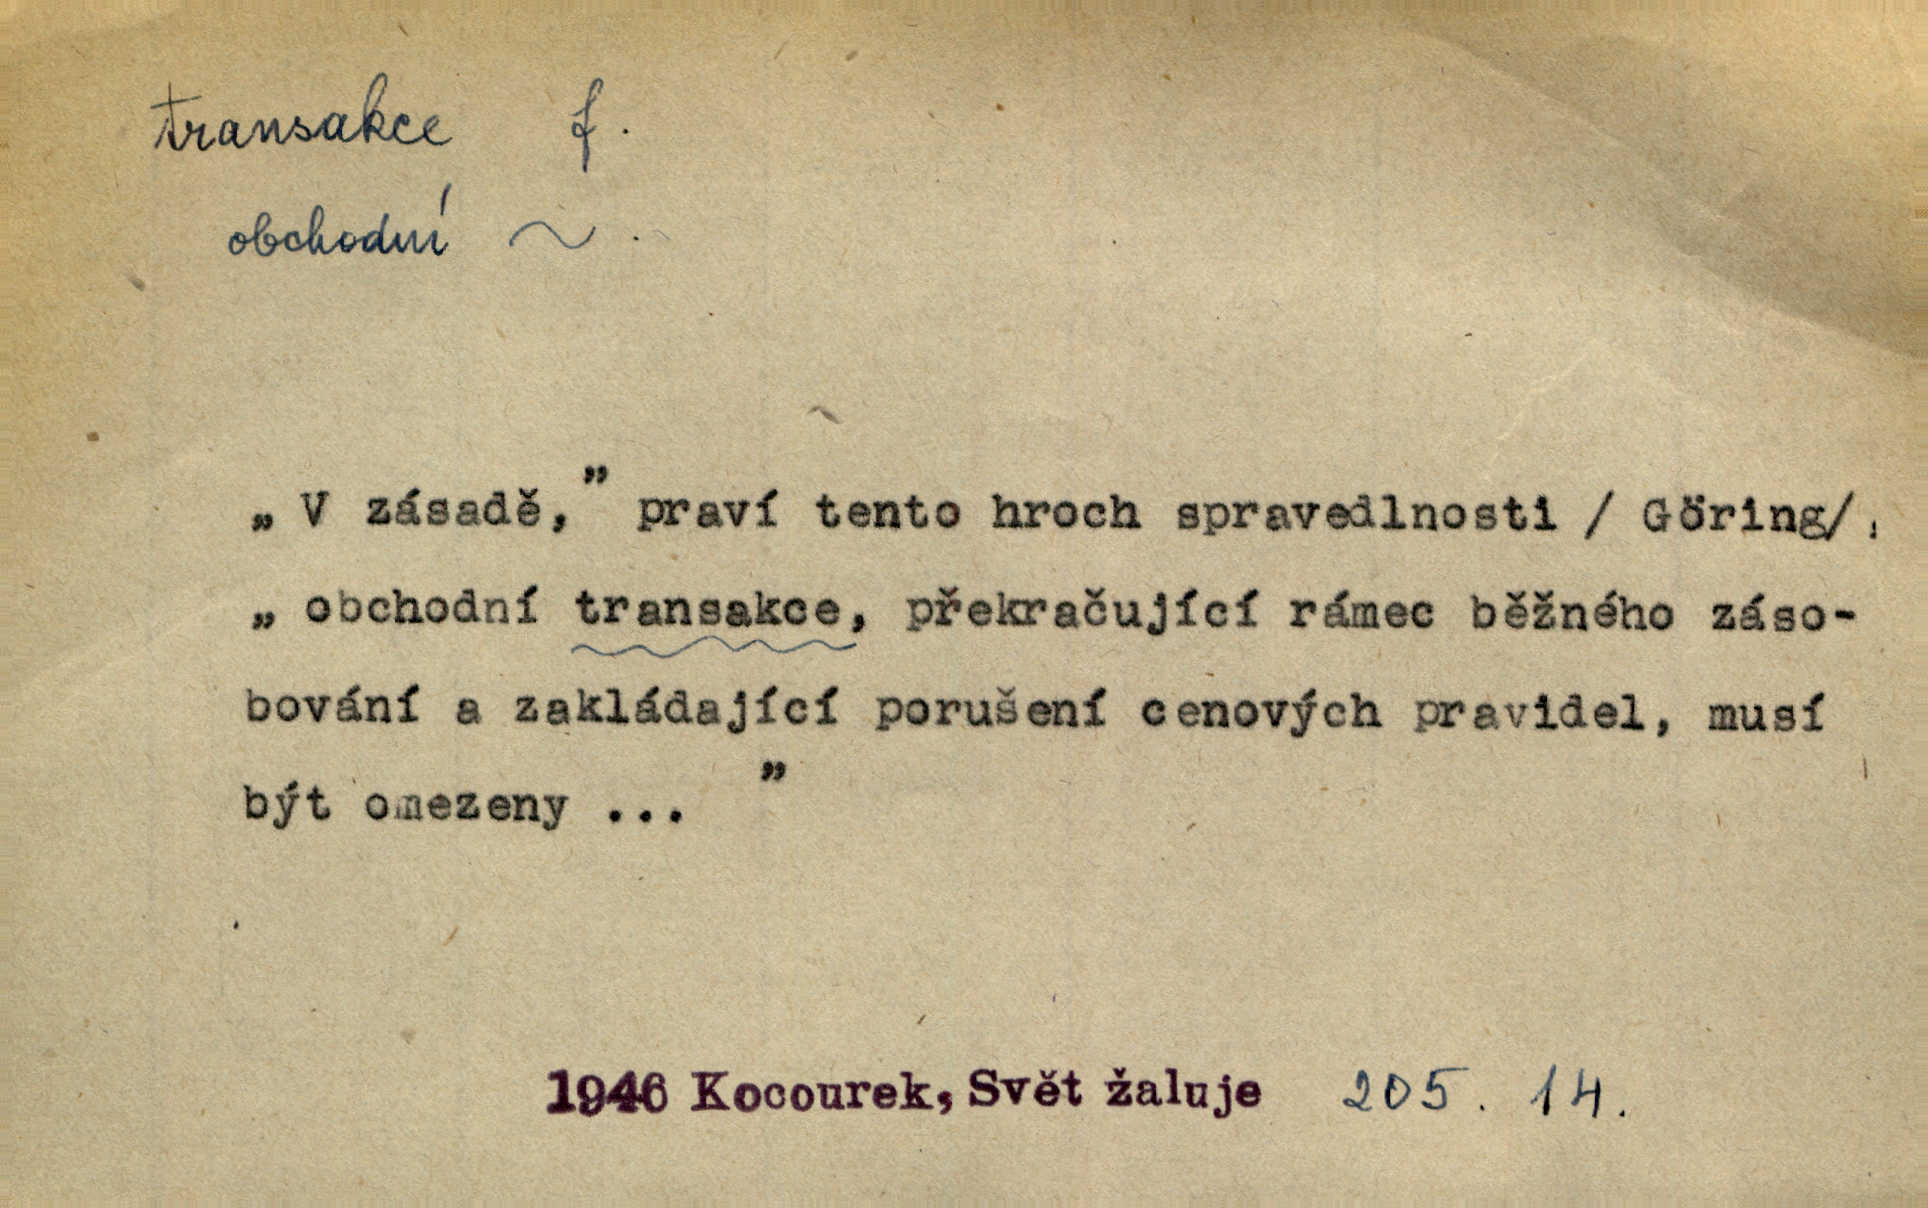 transakce f.
obchodní ~.
„ V zásadě,” praví tento hroch spravedlnosti / Göring/,
„ obchodní transakce, překračující rámec běžného záso-
bování a zakládající porušení cenových pravidel, musí
být omezeny ... ”
1946 Kocourek, Svět žaluje 205. 14.